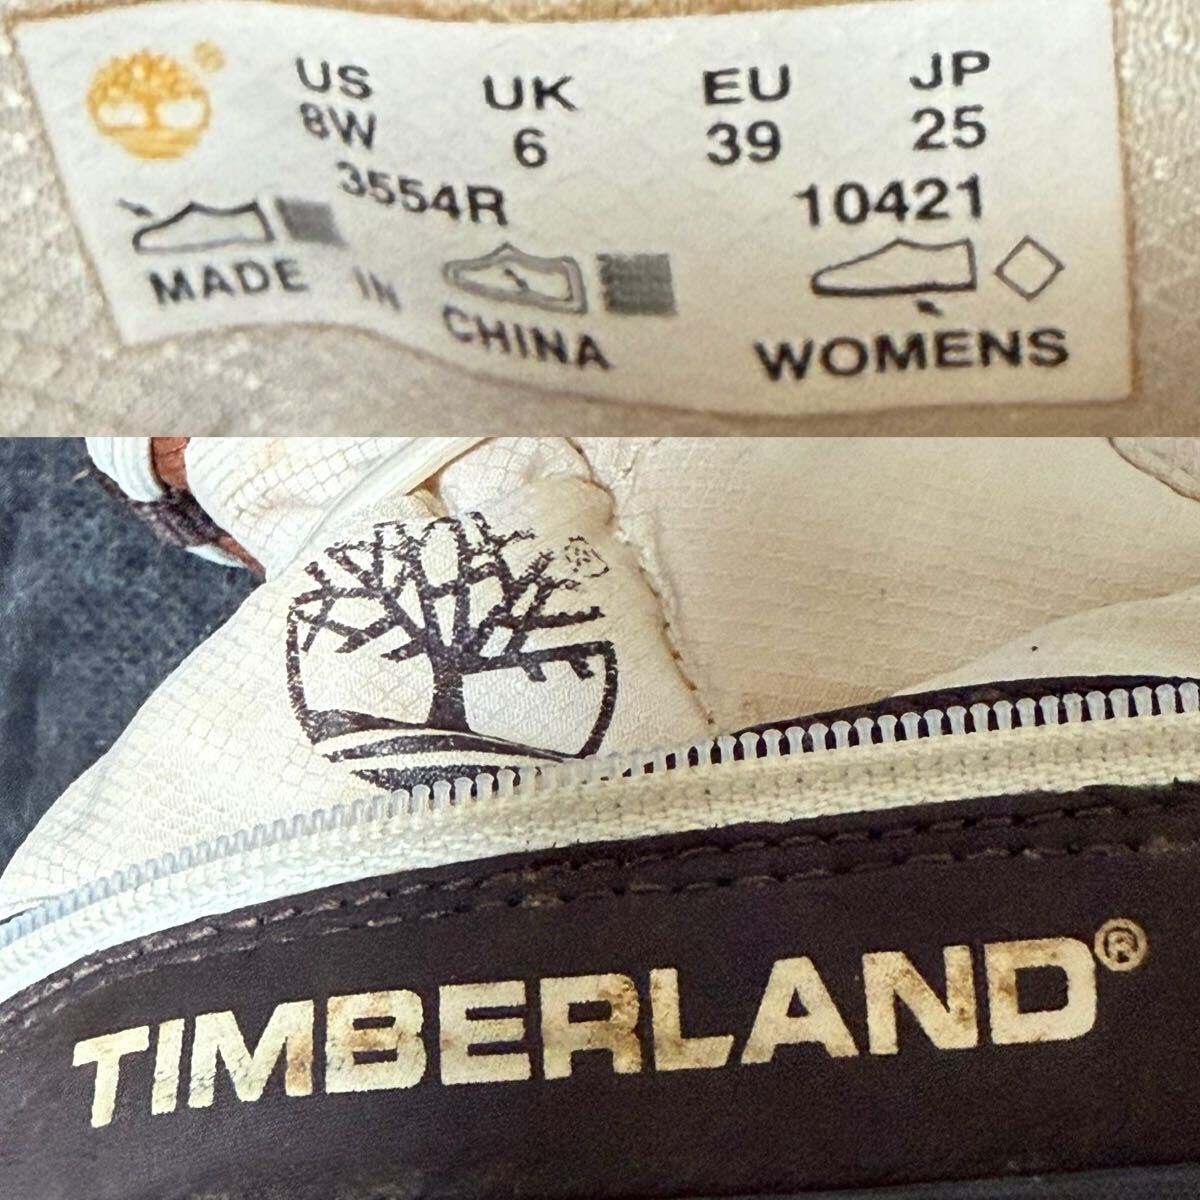 US UK EU JP
8W 6 39 25
3554R 10421
MADE IN CHINA WOMENS
TIMBERLAND®